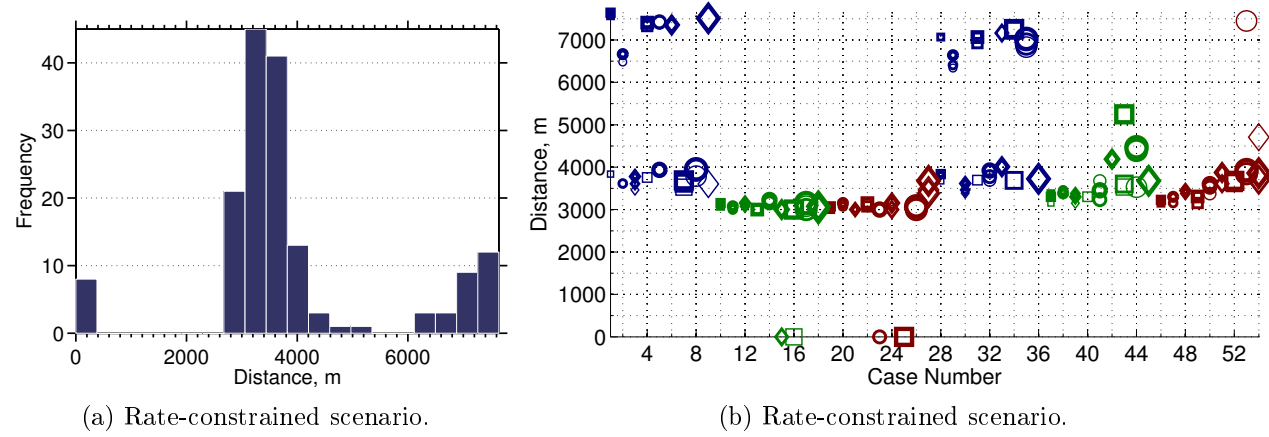 40
30
20
10
0
Frequency
0 2000 4000 6000
Distance, m
(a) Rate-constrained scenario.
7000
6000
5000
4000
3000
2000
1000
0
Distance, m
4 8 12 16 20 24 28 32 36 40 44 48 52
Case Number
(b) Rate-constrained scenario.